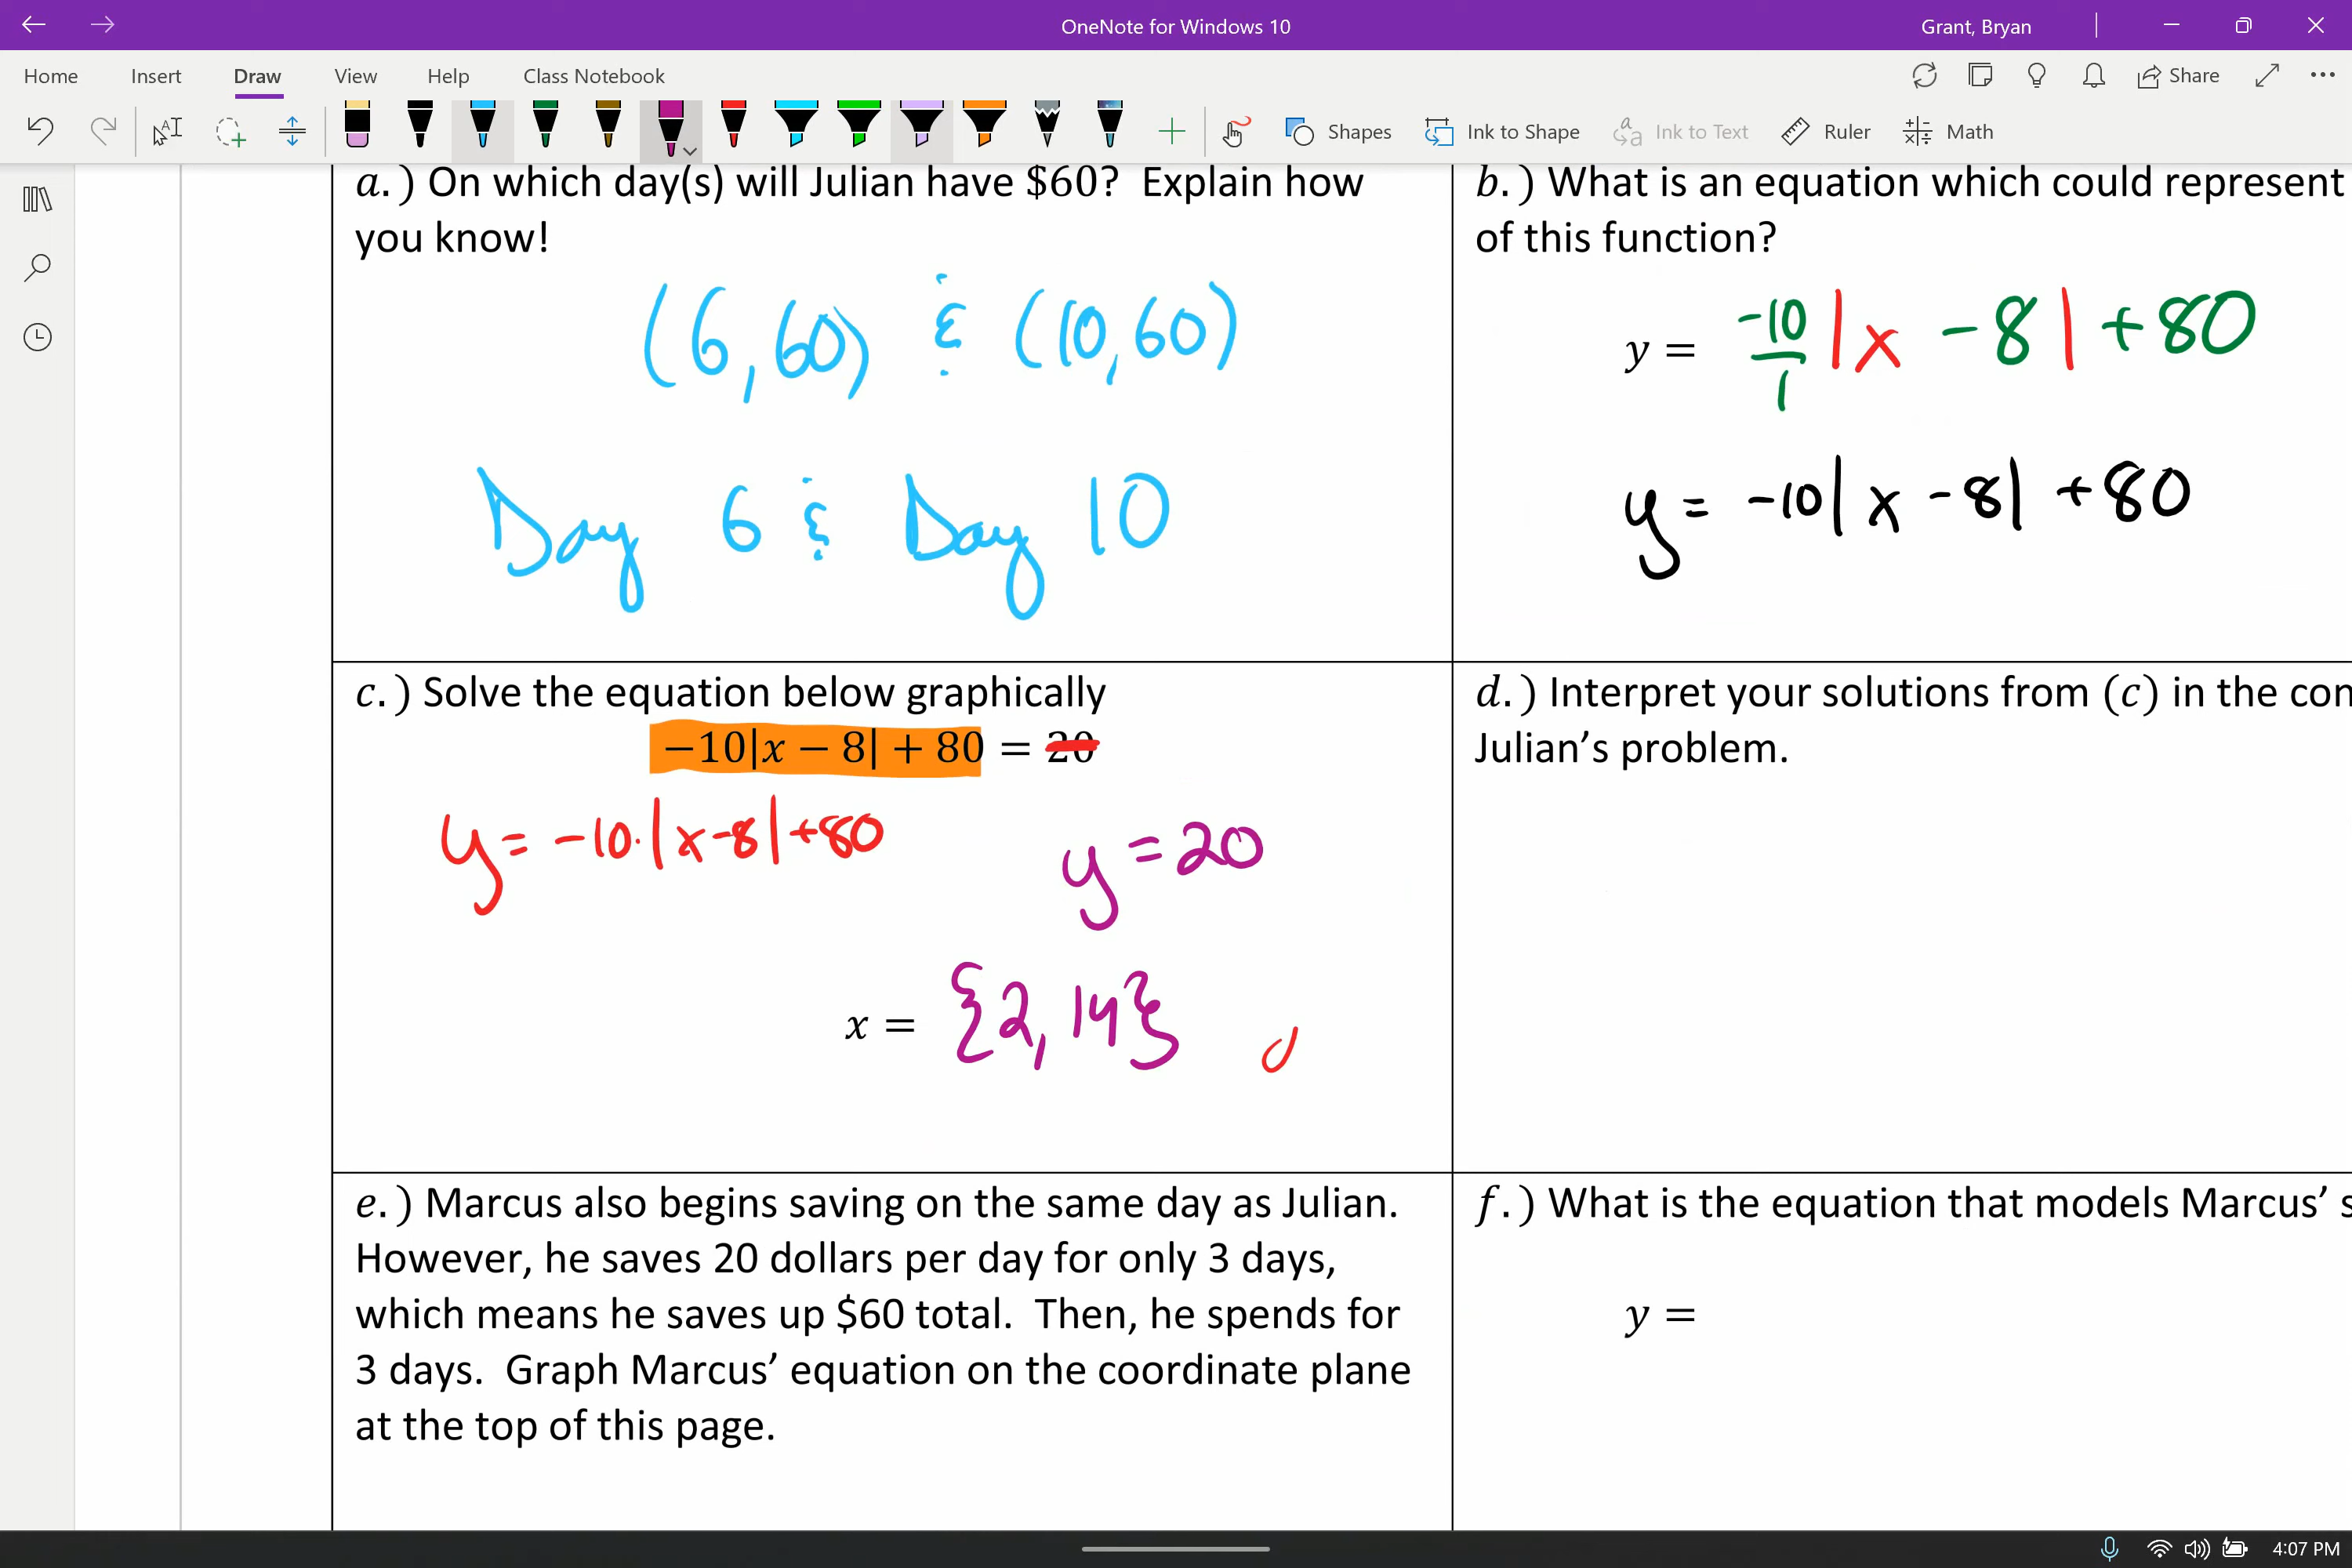 OneNote for Windows 10
Grant, Bryan
Home Insert Draw View Help Class Notebook
Share
Shapes Ink to Shape Ink to Text Ruler Math
a.) On which day(s) will Julian have $60? Explain how
you know!
(6,60) & (10,60)
Day 6 & Day 10
b.) What is an equation which could represent
of this function?
y = -10/1 |x -8| +80
y = -10|x -8| +80
c.) Solve the equation below graphically
−10|x − 8| + 80 = 20
y = -10·|x-8|+80
y = 20
x = {2, 14}
d.) Interpret your solutions from (c) in the con
Julian’s problem.
e.) Marcus also begins saving on the same day as Julian.
However, he saves 20 dollars per day for only 3 days,
which means he saves up $60 total. Then, he spends for
3 days. Graph Marcus’ equation on the coordinate plane
at the top of this page.
f.) What is the equation that models Marcus’ s
y =
4:07 PM